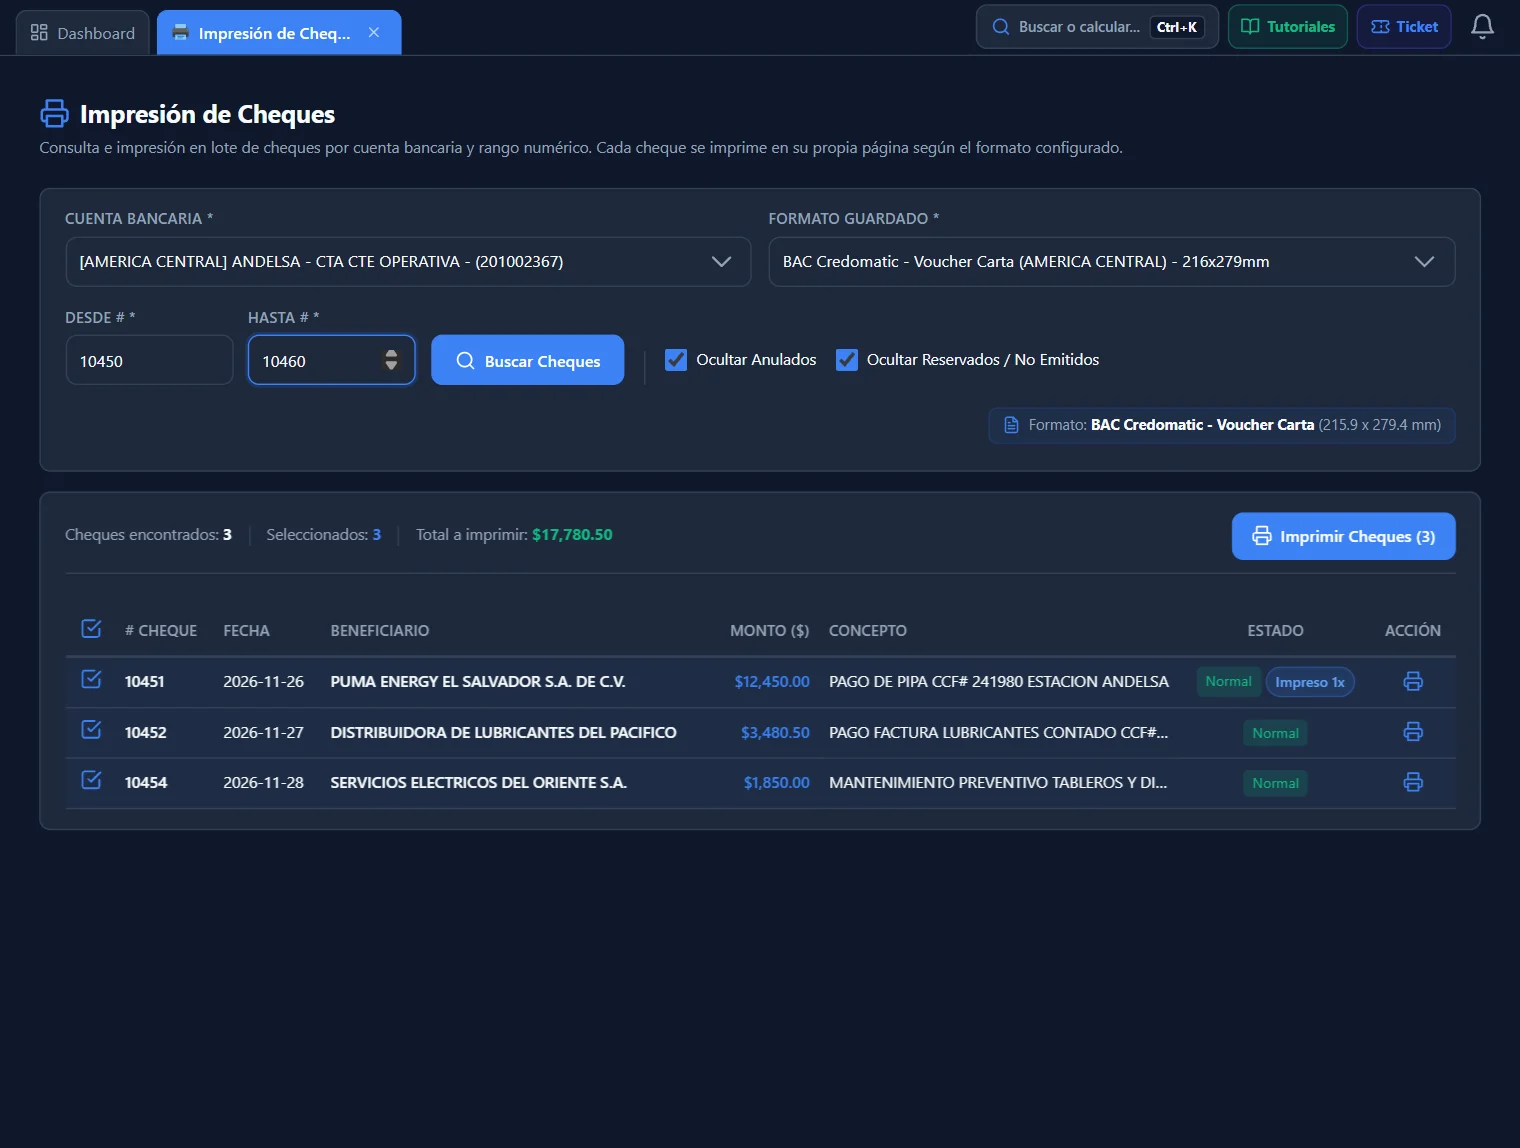 Dashboard
Impresión de Cheq...
Buscar o calcular... Ctrl+K
Tutoriales
Ticket
Impresión de Cheques
Consulta e impresión en lote de cheques por cuenta bancaria y rango numérico. Cada cheque se imprime en su propia página según el formato configurado.
CUENTA BANCARIA *
FORMATO GUARDADO *
[AMERICA CENTRAL] ANDELSA - CTA CTE OPERATIVA - (201002367)
BAC Credomatic - Voucher Carta (AMERICA CENTRAL) - 216x279mm
DESDE # *
HASTA # *
10450
10460
Buscar Cheques
Ocultar Anulados
Ocultar Reservados / No Emitidos
Formato: BAC Credomatic - Voucher Carta (215.9 x 279.4 mm)
Cheques encontrados: 3
Seleccionados: 3
Total a imprimir: $17,780.50
Imprimir Cheques (3)
# CHEQUE FECHA BENEFICIARIO MONTO ($) CONCEPTO ESTADO ACCIÓN
10451 2026-11-26 PUMA ENERGY EL SALVADOR S.A. DE C.V. $12,450.00 PAGO DE PIPA CCF# 241980 ESTACION ANDELSA Normal Impreso 1x
10452 2026-11-27 DISTRIBUIDORA DE LUBRICANTES DEL PACIFICO $3,480.50 PAGO FACTURA LUBRICANTES CONTADO CCF#... Normal
10454 2026-11-28 SERVICIOS ELECTRICOS DEL ORIENTE S.A. $1,850.00 MANTENIMIENTO PREVENTIVO TABLEROS Y DI... Normal